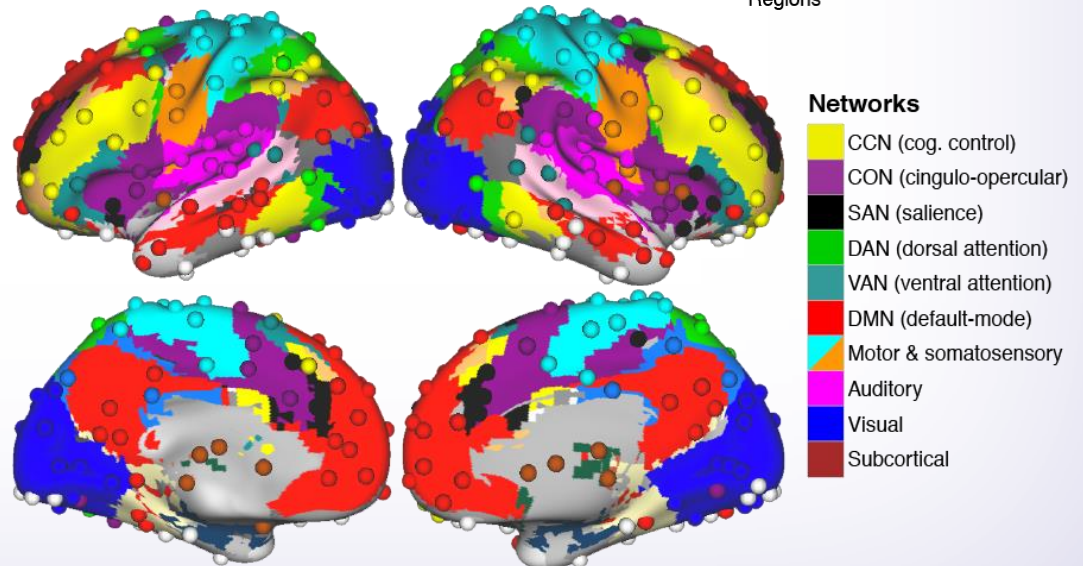 Regions
Networks
CCN (cog. control)
CON (cingulo-opercular)
SAN (salience)
DAN (dorsal attention)
VAN (ventral attention)
DMN (default-mode)
Motor & somatosensory
Auditory
Visual
Subcortical